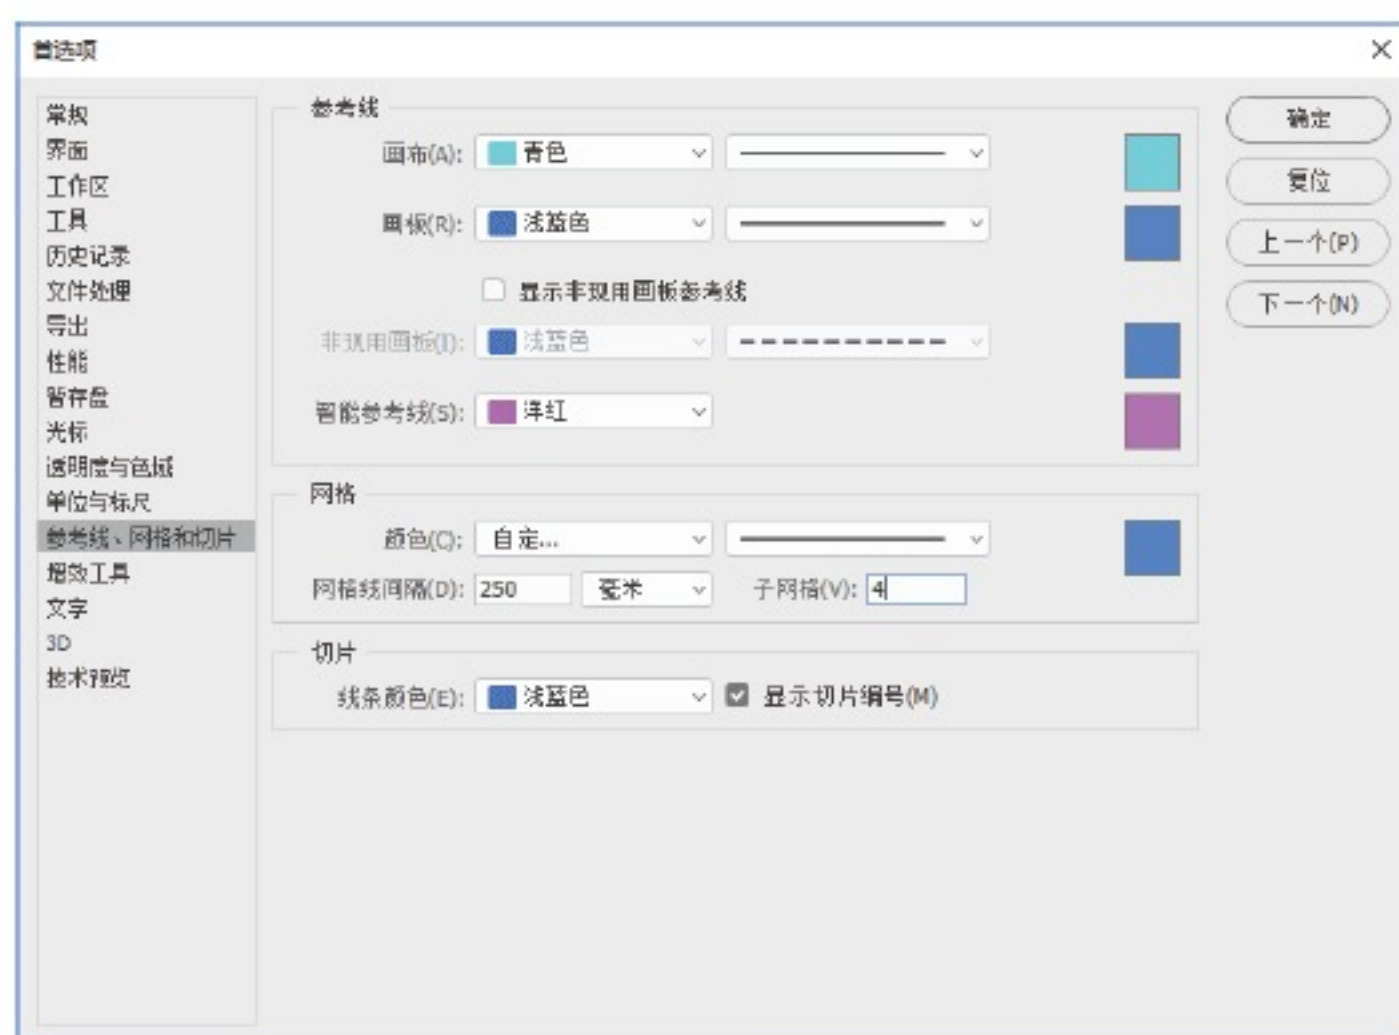 首选项
常规
界面
工作区
工具
历史记录
文件处理
导出
性能
暂存盘
光标
透明度与色域
单位与标尺
参考线、网格和切片
增效工具
文字
3D
技术预览
参考线
画布(A): 青色
画板(R): 浅蓝色
显示非现用画板参考线
非现用画板(I): 浅蓝色
智能参考线(S): 洋红
网格
颜色(C): 自定...
网格线间隔(D): 250 毫米 子网格(V): 4
切片
线条颜色(E): 浅蓝色 显示切片编号(M)
确定
复位
上一个(P)
下一个(N)